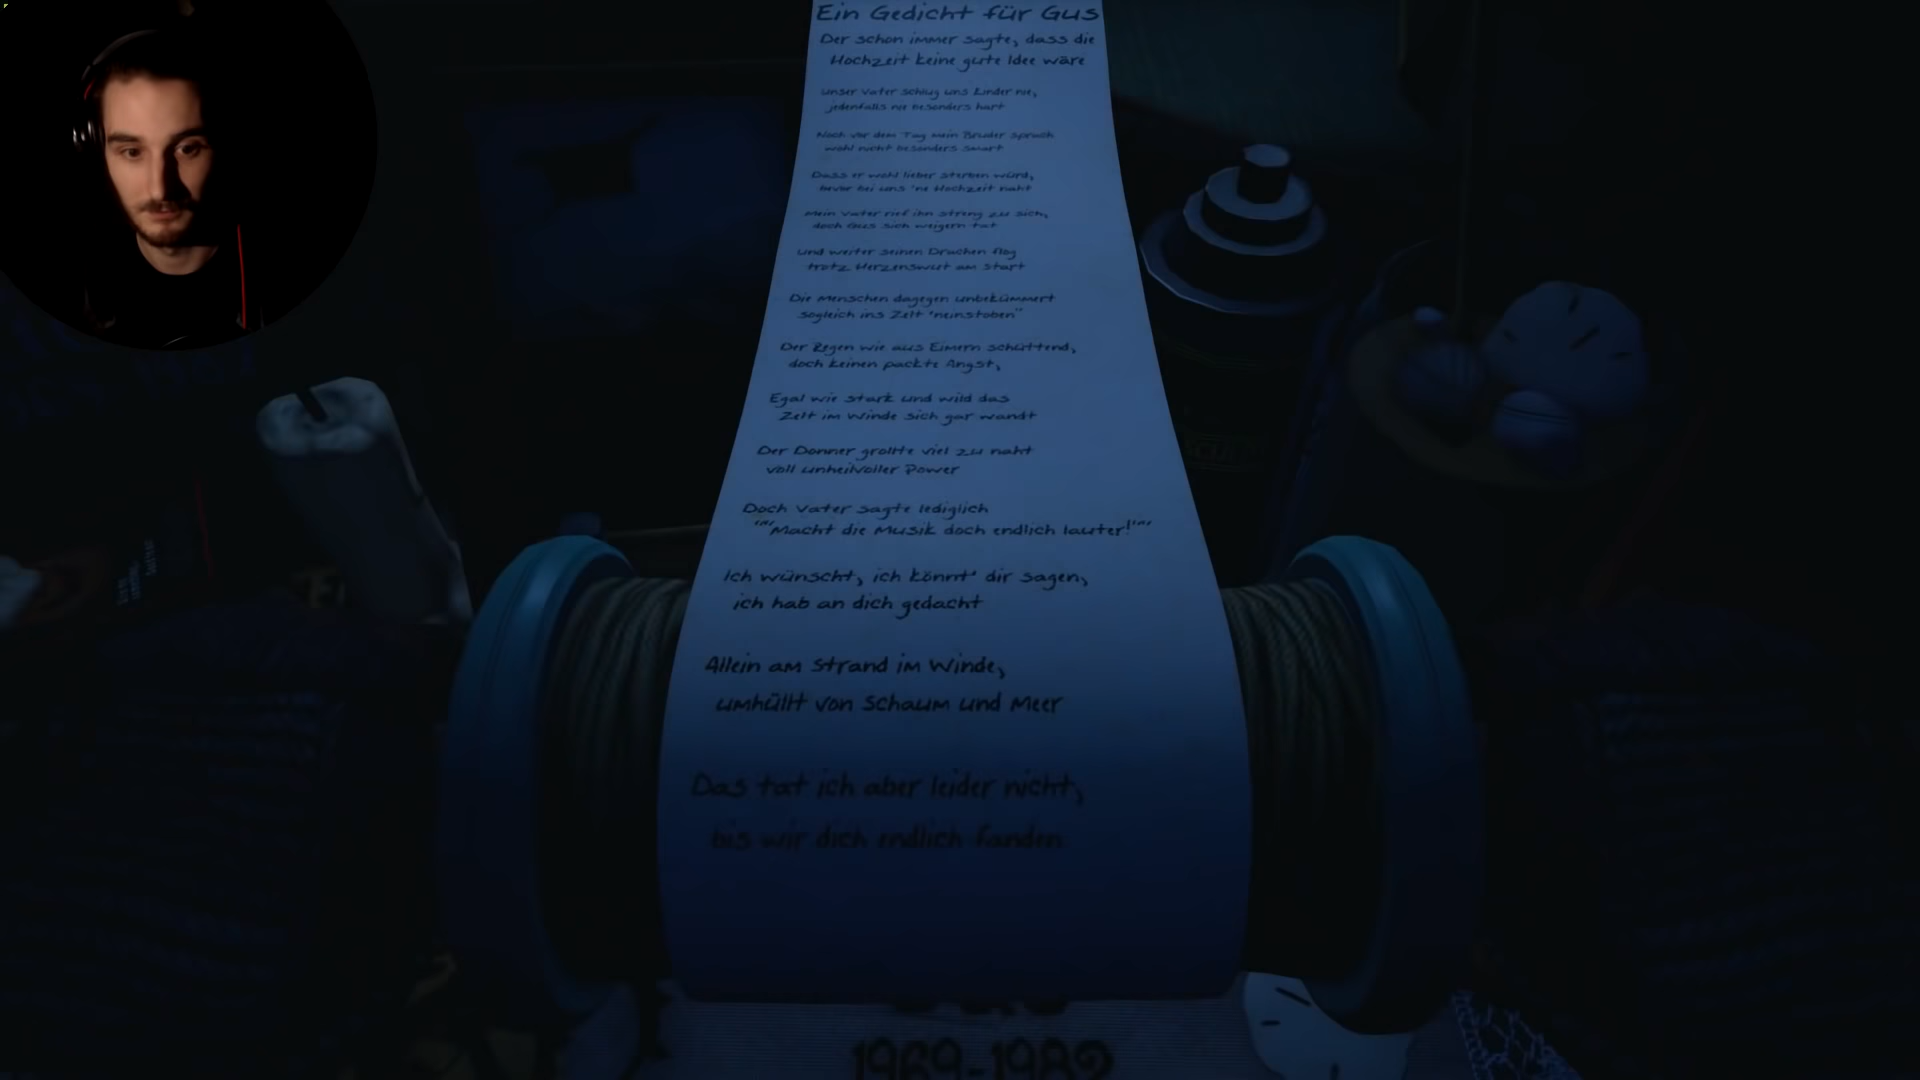 Ein Gedicht für Gus
Der schon immer sagte, dass die
Hochzeit keine gute Idee wäre
Unser Vater schlug uns Kinder nie,
jedenfalls nie besonders hart
Noch vor dem Tag mein Bruder sprach
wohl nicht besonders smart
Dass er wohl lieber sterben würd,
bevor bei uns 'ne Hochzeit naht
Mein Vater rief ihn streng zu sich,
doch Gus sich weigern tat
Und weiter seinen Drachen flog
trotz Herzenswut am start
Die Menschen dagegen unbekümmert
sogleich ins Zelt 'neinstoben"
Der Regen wie aus Eimern schüttend,
doch keinen packte Angst,
Egal wie stark und wild das
Zelt im Winde sich gar wandt
Der Donner grollte viel zu naht
voll unheilvoller Power
Doch Vater sagte lediglich
""Macht die Musik doch endlich lauter!""
Ich wünscht, ich könnt' dir sagen,
ich hab an dich gedacht
Allein am Strand im Winde,
umhüllt von Schaum und Meer
Das tat ich aber leider nicht,
bis wir dich endlich fanden
1969-1982